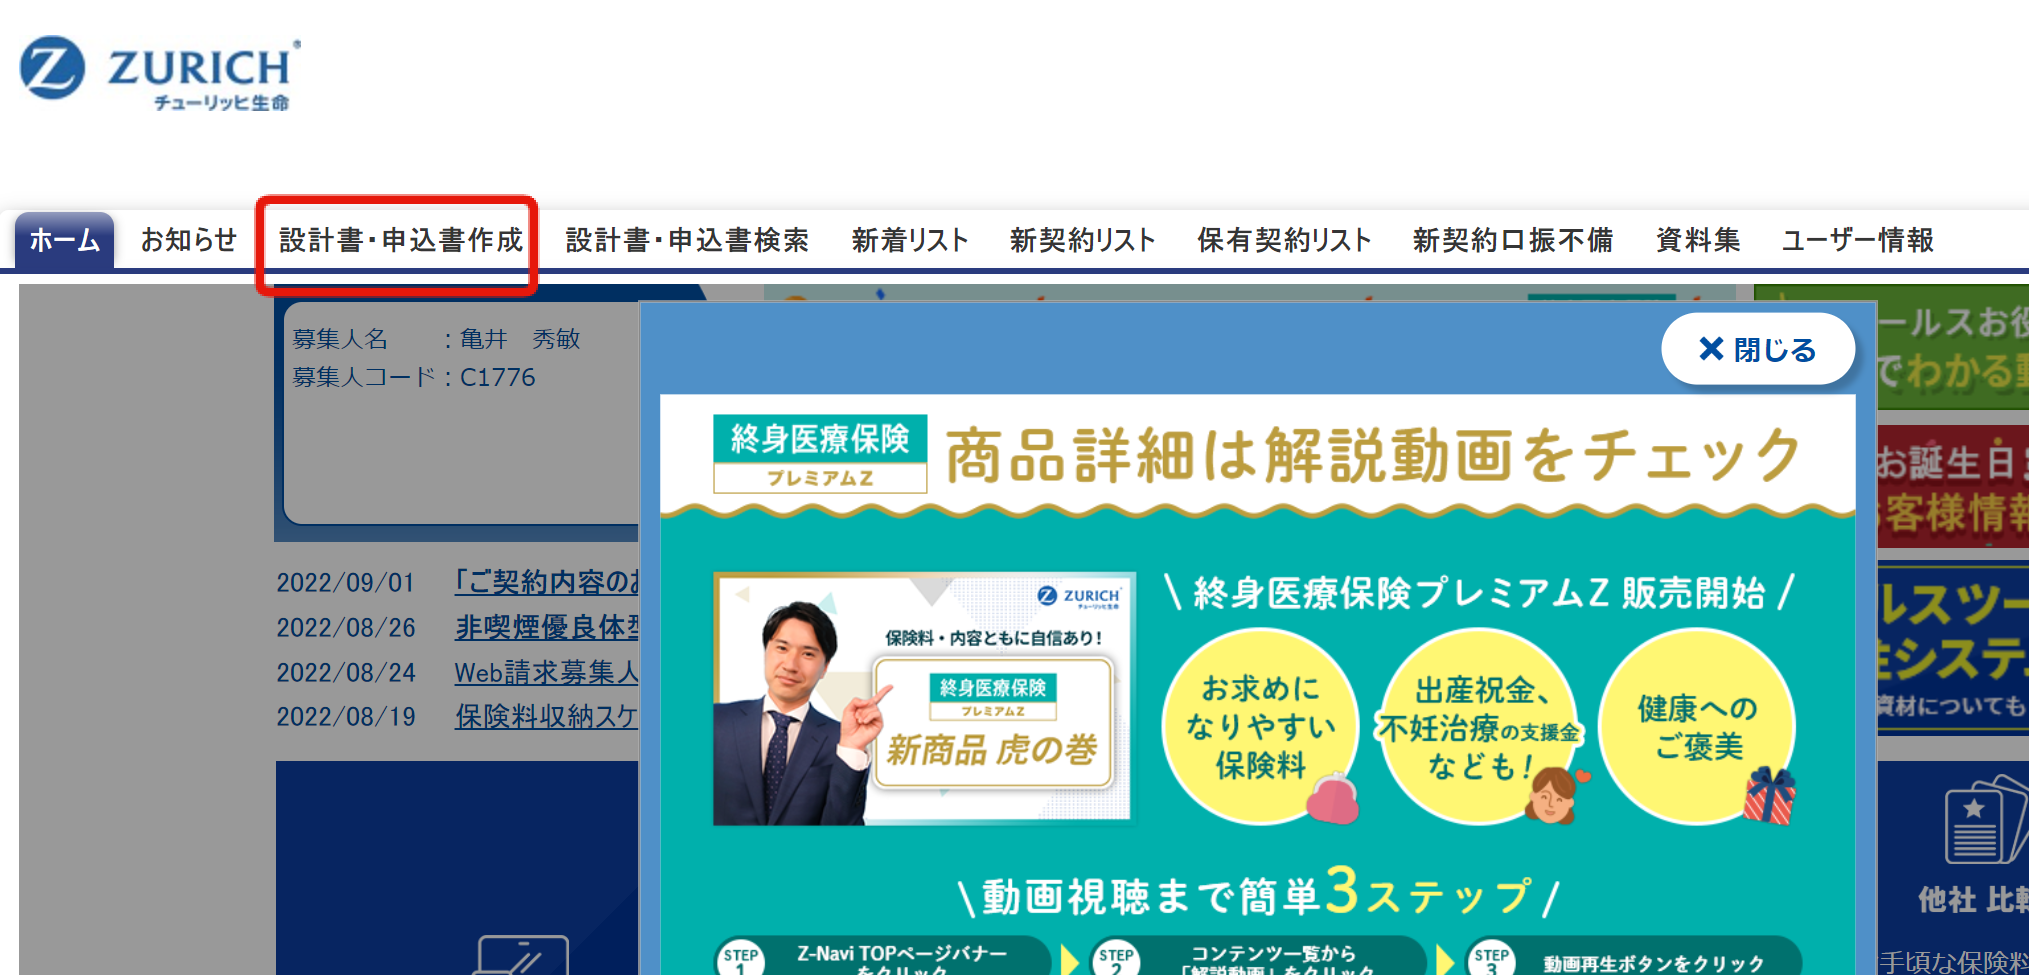 ZURICH
チューリッヒ生命
ホーム お知らせ 設計書・申込書作成 設計書・申込書検索 新着リスト 新契約リスト 保有契約リスト 新契約口振不備 資料集 ユーザー情報
募集人名 ：亀井 秀敏
募集人コード：C1776
× 閉じる
終身医療保険
プレミアムZ
商品詳細は解説動画をチェック
2022/09/01 「ご契約内容のお
2022/08/26 非喫煙優良体型
2022/08/24 Web請求募集人
2022/08/19 保険料収納スケ
ZURICH
チューリッヒ生命
保険料・内容ともに自信あり！
終身医療保険
プレミアムZ
新商品 虎の巻
\ 終身医療保険プレミアムZ 販売開始 /
お求めに
なりやすい
保険料
出産祝金、
不妊治療の支援金
なども！
健康への
ご褒美
\ 動画視聴まで簡単3ステップ /
STEP
1
Z-Navi TOPページバナー
をクリック
STEP
2
コンテンツ一覧から
「解説動画」をクリック
STEP
3
動画再生ボタンをクリック
ールスお役
でわかる動
お誕生日
客様情報
ルスツー
システ
資材についても
他社 比較
手頃な保険料